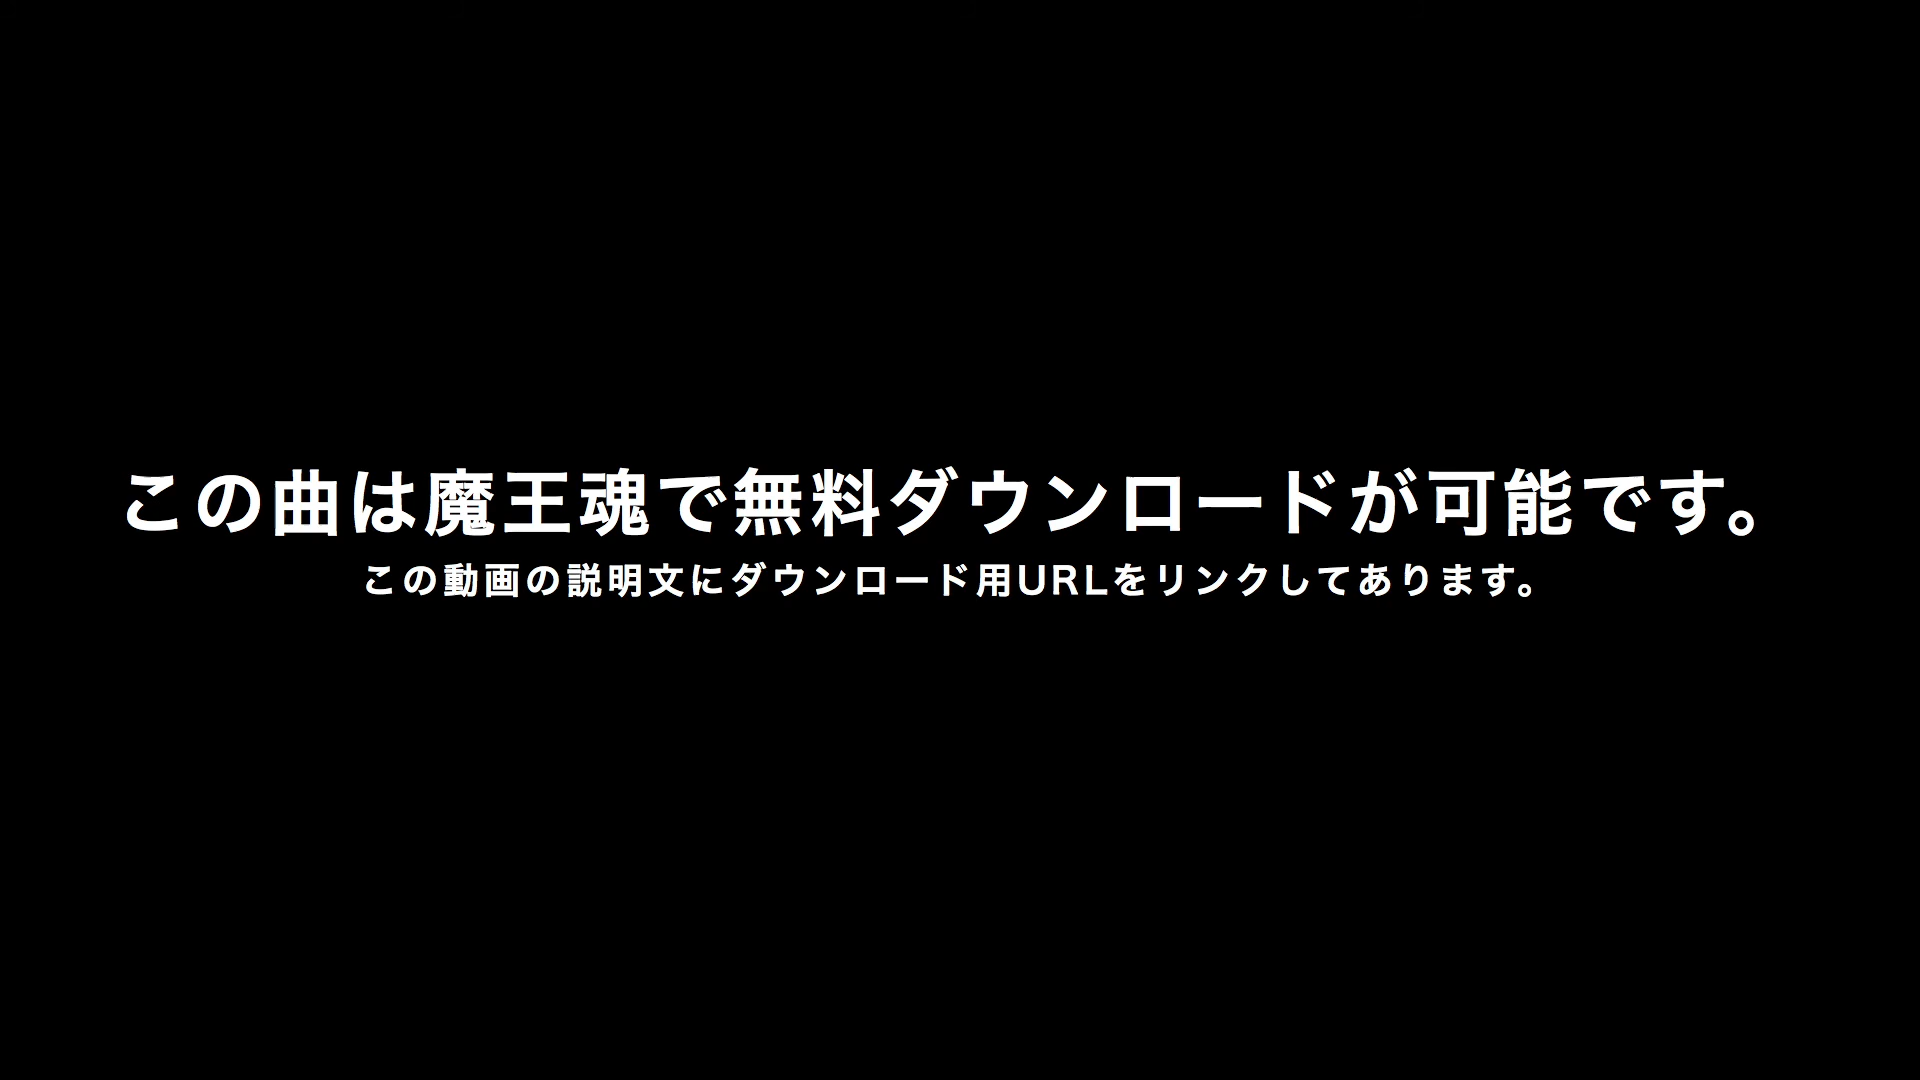 この曲は魔王魂で無料ダウンロードが可能です。
この動画の説明文にダウンロード用URLをリンクしてあります。